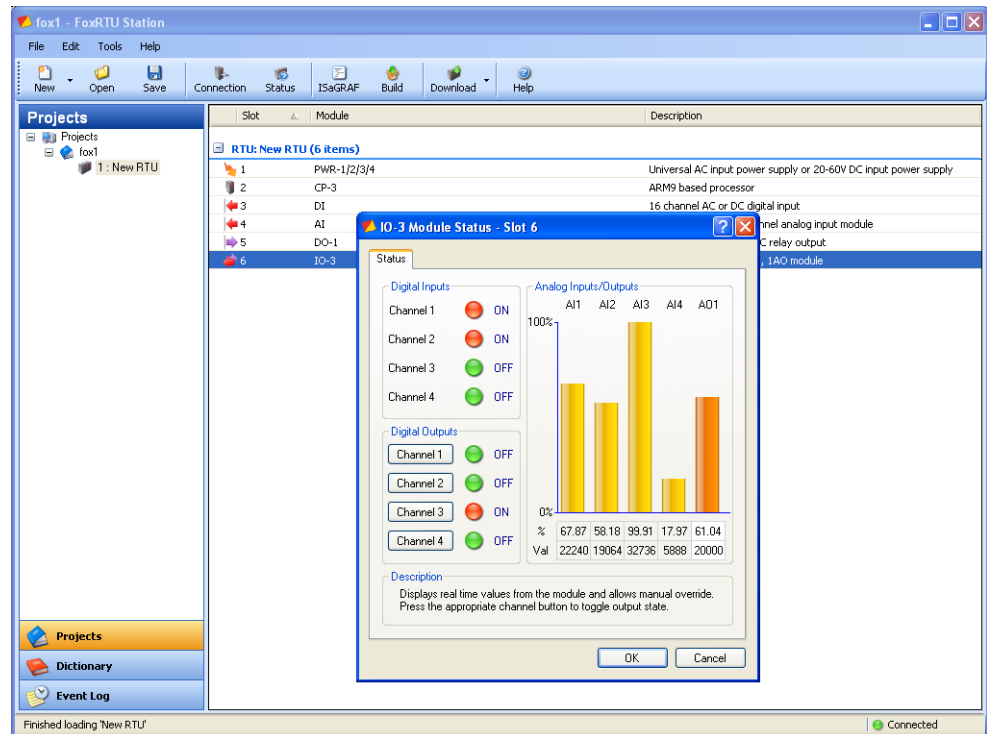 fox1 - FoxRTU Station
File Edit Tools Help
New Open Save Connection Status ISaGRAF Build Download Help
Projects
Projects
fox1
1 : New RTU
Slot Module Description
RTU: New RTU (6 items)
1 PWR-1/2/3/4 Universal AC input power supply or 20-60V DC input power supply
2 CP-3 ARM9 based processor
3 DI 16 channel AC or DC digital input
4 AI analog input module
5 DO-1 relay output
6 IO-3 , 1AO module
IO-3 Module Status - Slot 6
Status
Digital Inputs
Channel 1 ON
Channel 2 ON
Channel 3 OFF
Channel 4 OFF
Digital Outputs
Channel 1 OFF
Channel 2 OFF
Channel 3 ON
Channel 4 OFF
Analog Inputs/Outputs
AI1 AI2 AI3 AI4 AO1
100%
0%
% 67.87 58.18 99.91 17.97 61.04
Val 22240 19064 32736 5888 20000
Description
Displays real time values from the module and allows manual override.
Press the appropriate channel button to toggle output state.
OK Cancel
Projects
Dictionary
Event Log
Finished loading 'New RTU'
Connected